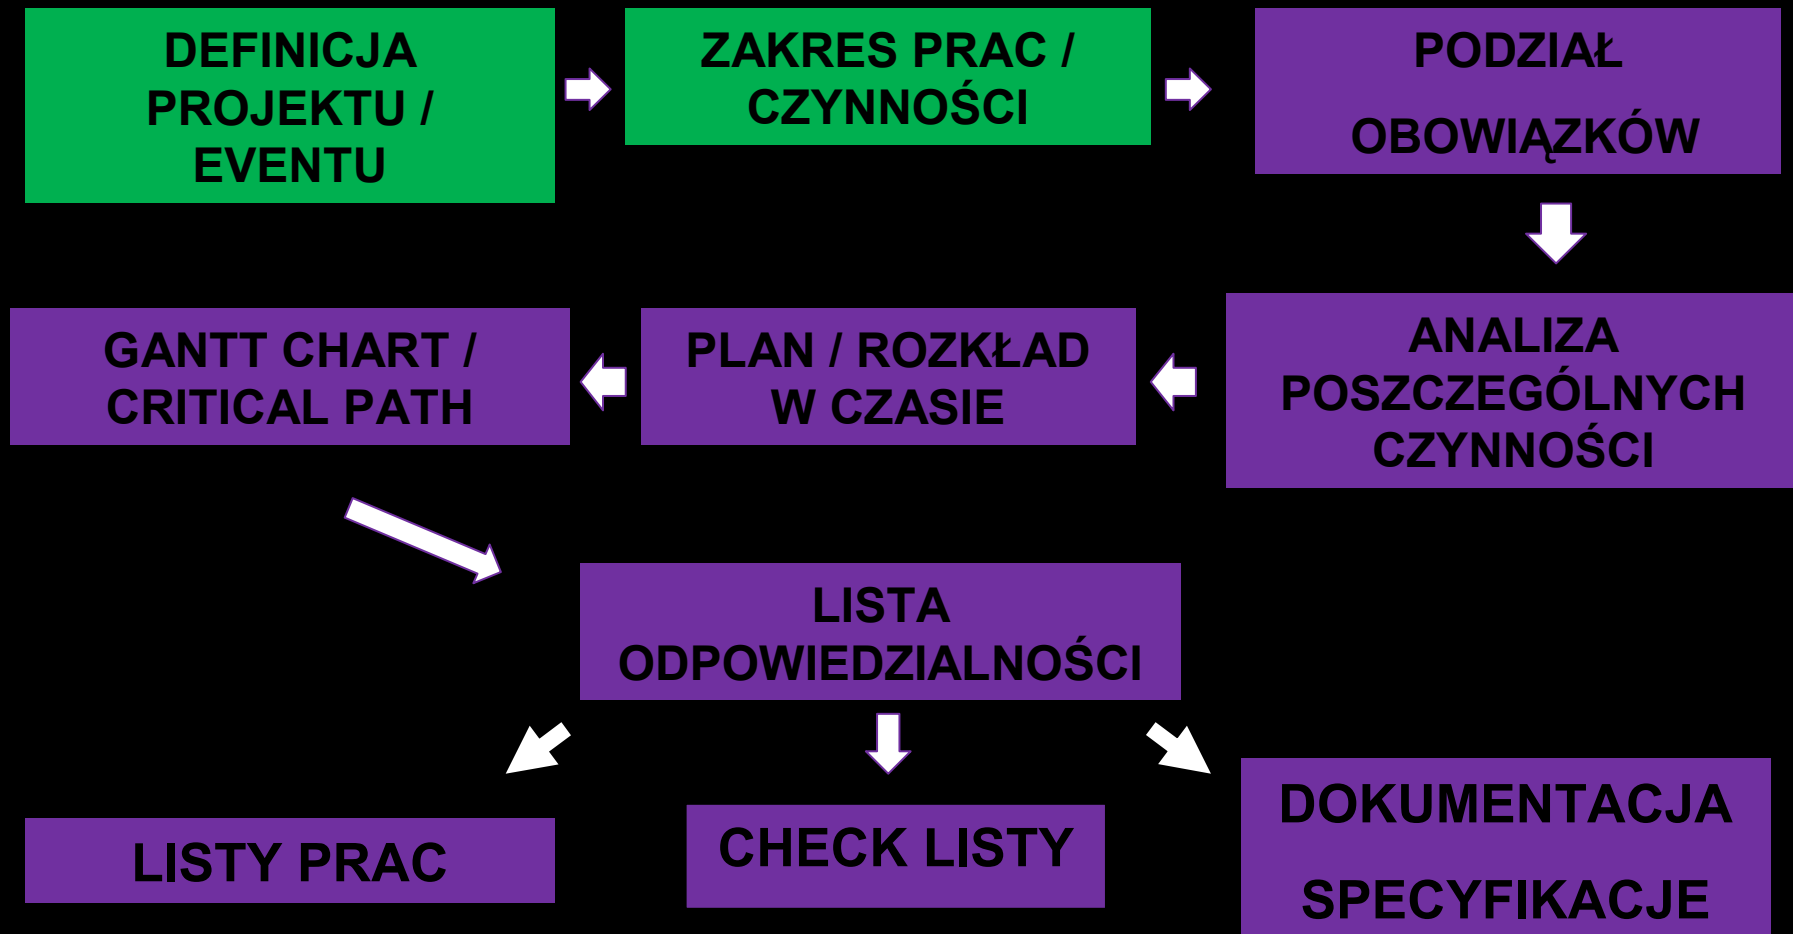 DEFINICJA
PROJEKTU /
EVENTU
ZAKRES PRAC /
CZYNNOŚCI
PODZIAŁ
OBOWIĄZKÓW
GANTT CHART /
CRITICAL PATH
PLAN / ROZKŁAD
W CZASIE
ANALIZA
POSZCZEGÓLNYCH
CZYNNOŚCI
LISTA
ODPOWIEDZIALNOŚCI
LISTY PRAC
CHECK LISTY
DOKUMENTACJA
SPECYFIKACJE